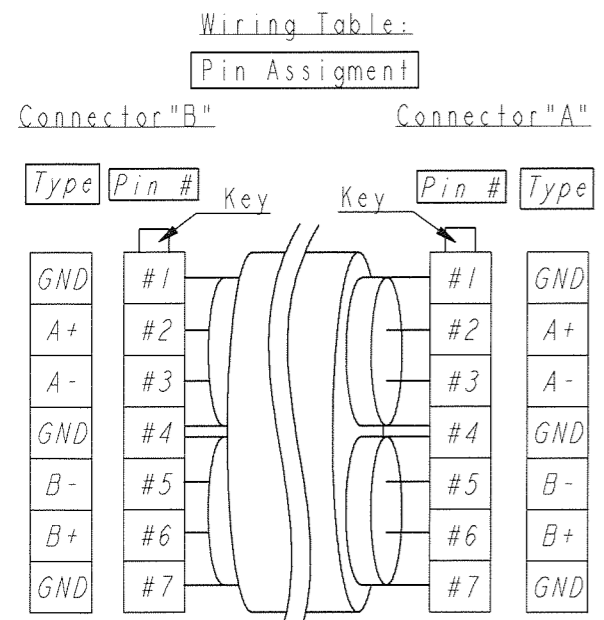 Wiring Table:
Pin Assigment
Connector"B" Connector"A"
Type Pin # Key Key Pin # Type
GND #1 #1 GND
A+ #2 #2 A+
A- #3 #3 A-
GND #4 #4 GND
B- #5 #5 B-
B+ #6 #6 B+
GND #7 #7 GND